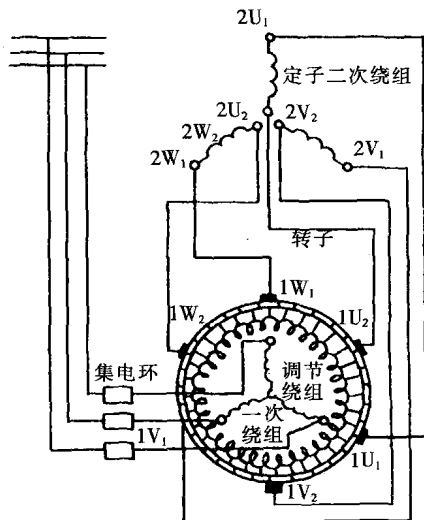 2U₁
定子二次绕组
2U₂
2V₂
2W₂
2W₁
2V₁
转子
1W₁
1W₂
1U₂
集电环
调节
绕组
一次
绕组
1V₁
1U₁
1V₂